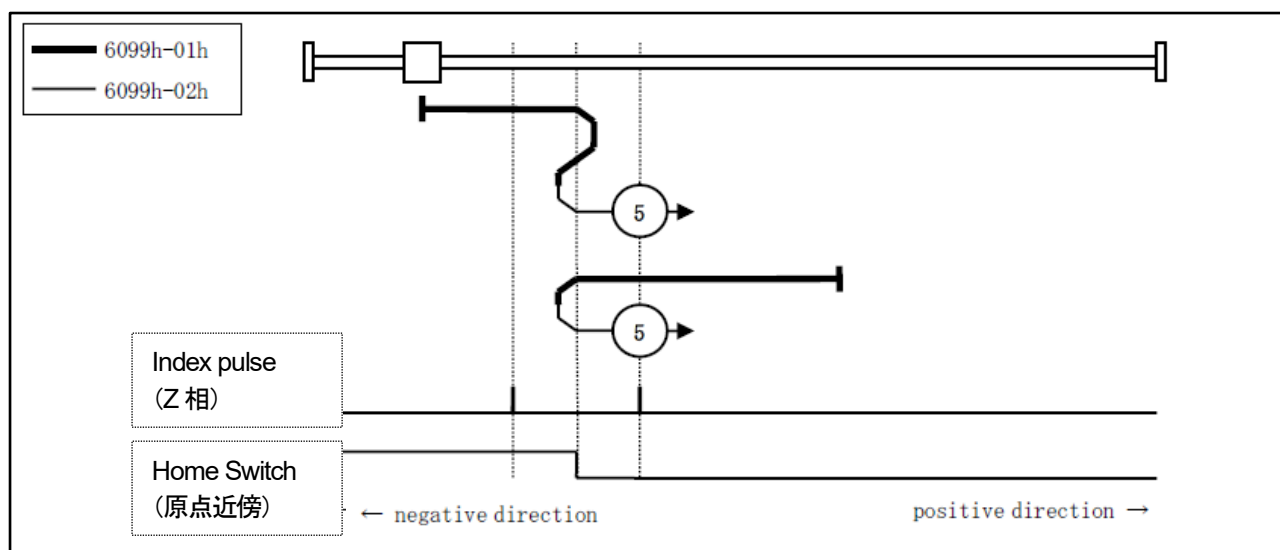 6099h-01h
6099h-02h
5
5
Index pulse
（Z 相）
Home Switch
（原点近傍）
← negative direction
positive direction →